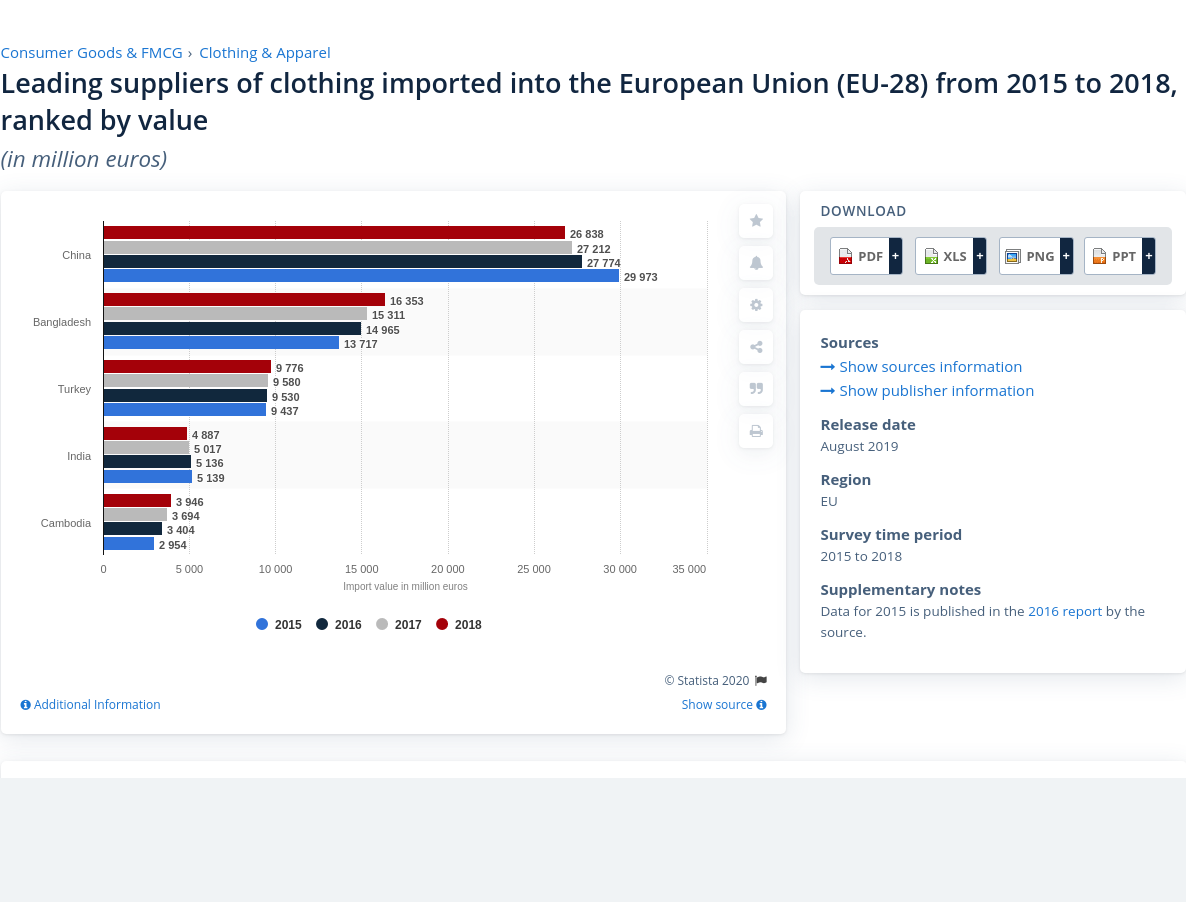 Consumer Goods & FMCG › Clothing & Apparel
Leading suppliers of clothing imported into the European Union (EU-28) from 2015 to 2018,
ranked by value
(in million euros)
China
26 838
27 212
27 774
29 973
Bangladesh
16 353
15 311
14 965
13 717
Turkey
9 776
9 580
9 530
9 437
India
4 887
5 017
5 136
5 139
Cambodia
3 946
3 694
3 404
2 954
0 5 000 10 000 15 000 20 000 25 000 30 000 35 000
Import value in million euros
2015 2016 2017 2018
© Statista 2020
Additional Information
Show source
DOWNLOAD
PDF + XLS + PNG + PPT +
Sources
Show sources information
Show publisher information
Release date
August 2019
Region
EU
Survey time period
2015 to 2018
Supplementary notes
Data for 2015 is published in the 2016 report by the
source.